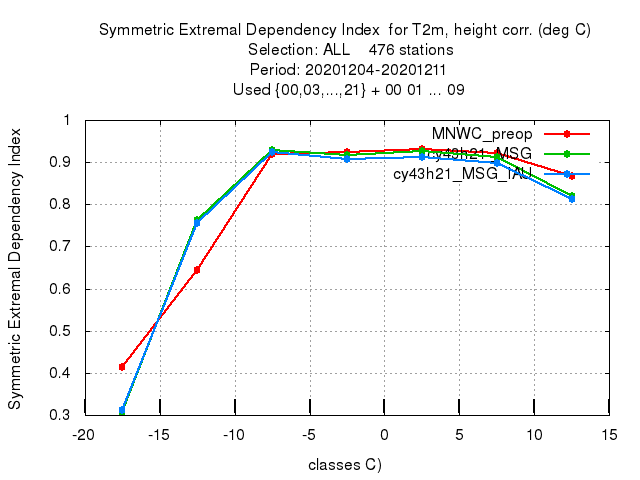 Symmetric Extremal Dependency Index for T2m, height corr. (deg C)
Selection: ALL 476 stations
Period: 20201204-20201211
Used {00,03,...,21} + 00 01 ... 09
Symmetric Extremal Dependency Index
1
0.9
0.8
0.7
0.6
0.5
0.4
0.3
MNWC_preop
cy43h21_MSG
cy43h21_MSG_IAU
-20 -15 -10 -5 0 5 10 15
classes C)